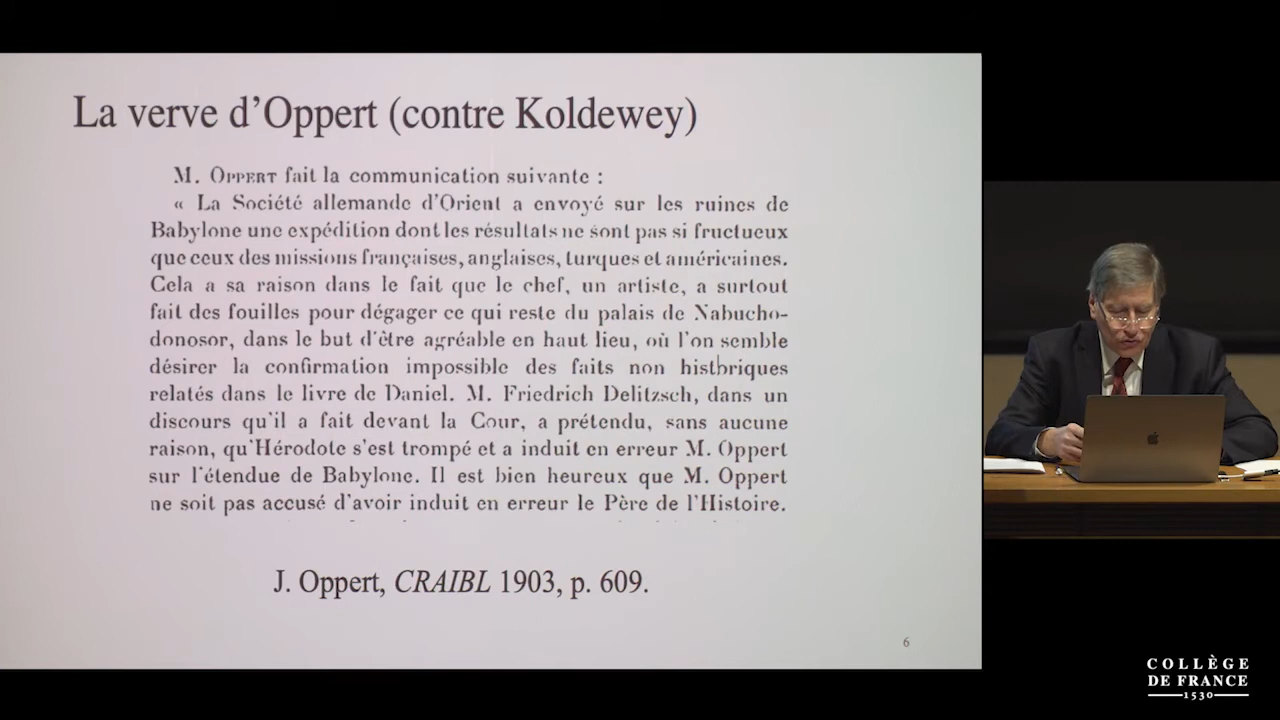 La verve d’Oppert (contre Koldewey)
M. OPPERT fait la communication suivante :
« La Société allemande d’Orient a envoyé sur les ruines de
Babylone une expédition dont les résultats ne sont pas si fructueux
que ceux des missions françaises, anglaises, turques et américaines.
Cela a sa raison dans le fait que le chef, un artiste, a surtout
fait des fouilles pour dégager ce qui reste du palais de Nabucho-
donosor, dans le but d’être agréable en haut lieu, où l’on semble
désirer la confirmation impossible des faits non historiques
relatés dans le livre de Daniel. M. Friedrich Delitzsch, dans un
discours qu’il a fait devant la Cour, a prétendu, sans aucune
raison, qu’Hérodote s’est trompé et a induit en erreur M. Oppert
sur l’étendue de Babylone. Il est bien heureux que M. Oppert
ne soit pas accusé d’avoir induit en erreur le Père de l’Histoire.
J. Oppert, CRAIBL 1903, p. 609.
6
COLLÈGE
DE FRANCE
1530